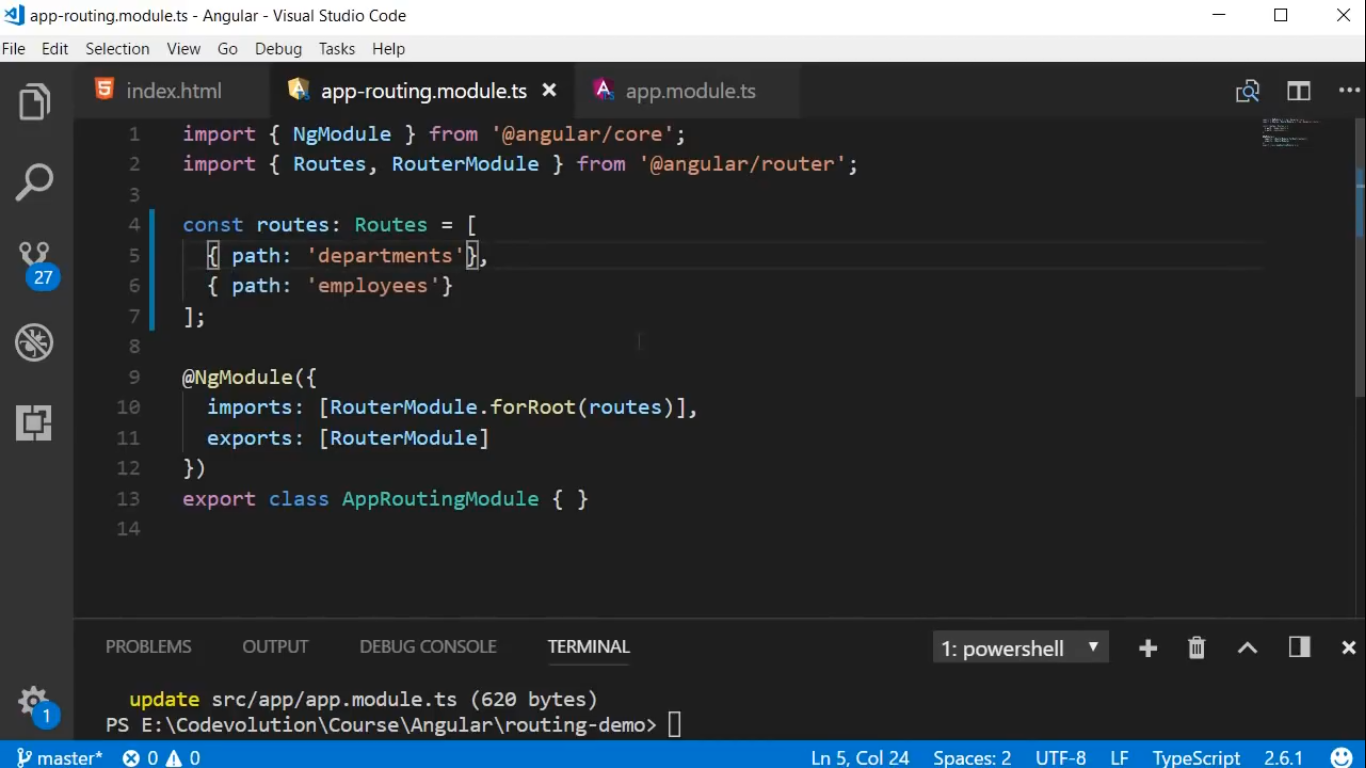 app-routing.module.ts - Angular - Visual Studio Code
File Edit Selection View Go Debug Tasks Help
index.html app-routing.module.ts app.module.ts
1 import { NgModule } from '@angular/core';
2 import { Routes, RouterModule } from '@angular/router';
3
4 const routes: Routes = [
5 { path: 'departments'},
6 { path: 'employees'}
7 ];
8
9 @NgModule({
10 imports: [RouterModule.forRoot(routes)],
11 exports: [RouterModule]
12 })
13 export class AppRoutingModule { }
14
27
PROBLEMS OUTPUT DEBUG CONSOLE TERMINAL 1: powershell
update src/app/app.module.ts (620 bytes)
PS E:\Codevolution\Course\Angular\routing-demo>
1
master* 0 0 Ln 5, Col 24 Spaces: 2 UTF-8 LF TypeScript 2.6.1